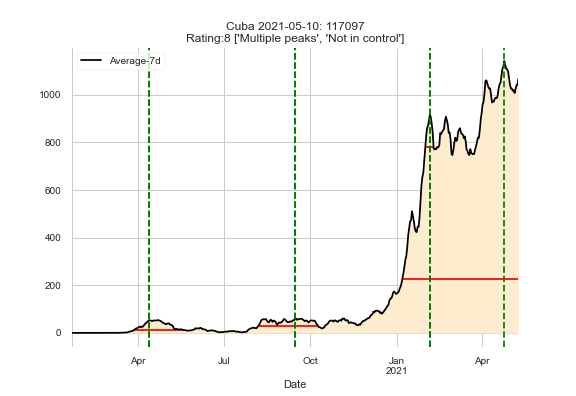 Cuba 2021-05-10: 117097
Rating:8 ['Multiple peaks', 'Not in control']
Average-7d
1000
800
600
400
200
0
Apr
Jul
Oct
Jan
2021
Apr
Date